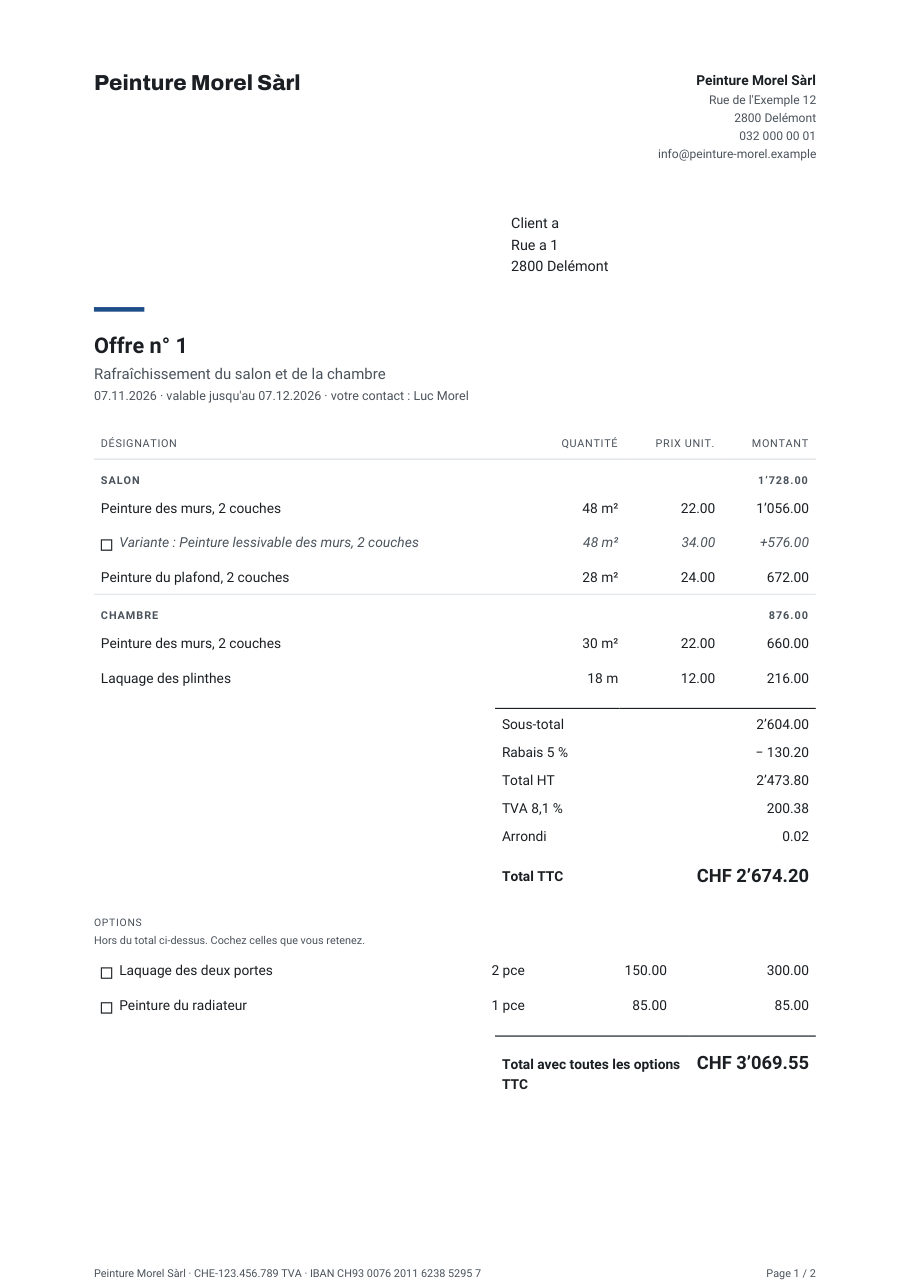 Peinture Morel Sàrl
Peinture Morel Sàrl
Rue de l'Exemple 12
2800 Delémont
032 000 00 01
info@peinture-morel.example
Client a
Rue a 1
2800 Delémont
Offre n° 1
Rafraîchissement du salon et de la chambre
07.11.2026 · valable jusqu'au 07.12.2026 · votre contact : Luc Morel
DÉSIGNATION QUANTITÉ PRIX UNIT. MONTANT
SALON 1’728.00
Peinture des murs, 2 couches 48 m² 22.00 1’056.00
Variante : Peinture lessivable des murs, 2 couches 48 m² 34.00 +576.00
Peinture du plafond, 2 couches 28 m² 24.00 672.00
CHAMBRE 876.00
Peinture des murs, 2 couches 30 m² 22.00 660.00
Laquage des plinthes 18 m 12.00 216.00
Sous-total 2’604.00
Rabais 5 % − 130.20
Total HT 2’473.80
TVA 8,1 % 200.38
Arrondi 0.02
Total TTC CHF 2’674.20
OPTIONS
Hors du total ci-dessus. Cochez celles que vous retenez.
Laquage des deux portes 2 pce 150.00 300.00
Peinture du radiateur 1 pce 85.00 85.00
Total avec toutes les options CHF 3’069.55
TTC
Peinture Morel Sàrl · CHE-123.456.789 TVA · IBAN CH93 0076 2011 6238 5295 7 Page 1 / 2